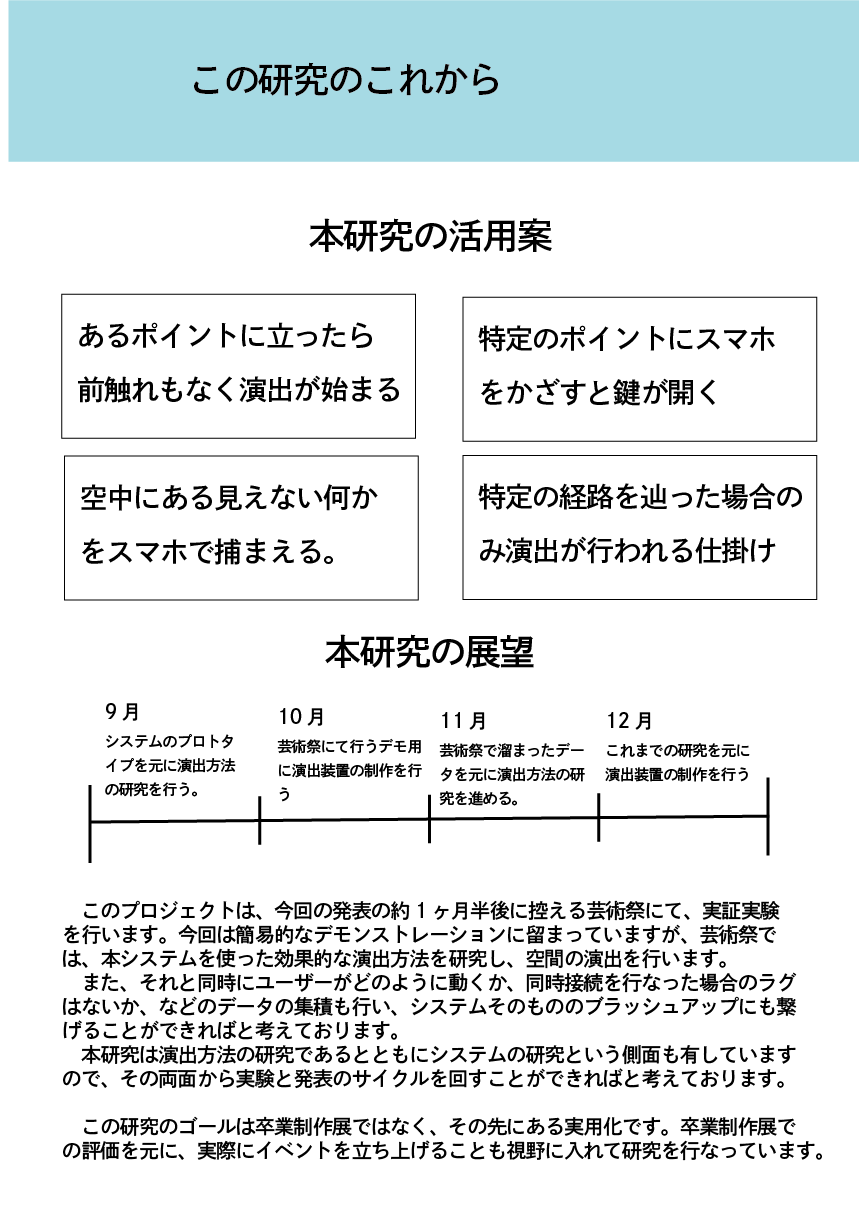 この研究のこれから
本研究の活用案
あるポイントに立ったら
前触れもなく演出が始まる
特定のポイントにスマホ
をかざすと鍵が開く
空中にある見えない何か
をスマホで捕まえる。
特定の経路を辿った場合の
み演出が行われる仕掛け
本研究の展望
9月
システムのプロトタ
イプを元に演出方法
の研究を行う。
10月
芸術祭にて行うデモ用
に演出装置の制作を行
う
11月
芸術祭で溜まったデー
タを元に演出方法の研
究を進める。
12月
これまでの研究を元に
演出装置の制作を行う
このプロジェクトは、今回の発表の約1ヶ月半後に控える芸術祭にて、実証実験
を行います。今回は簡易的なデモンストレーションに留まっていますが、芸術祭で
は、本システムを使った効果的な演出方法を研究し、空間の演出を行います。
また、それと同時にユーザーがどのように動くか、同時接続を行なった場合のラグ
はないか、などのデータの集積も行い、システムそのもののブラッシュアップにも繋
げることができればと考えております。
本研究は演出方法の研究であるとともにシステムの研究という側面も有しています
ので、その両面から実験と発表のサイクルを回すことができればと考えております。
この研究のゴールは卒業制作展ではなく、その先にある実用化です。卒業制作展で
の評価を元に、実際にイベントを立ち上げることも視野に入れて研究を行なっています。